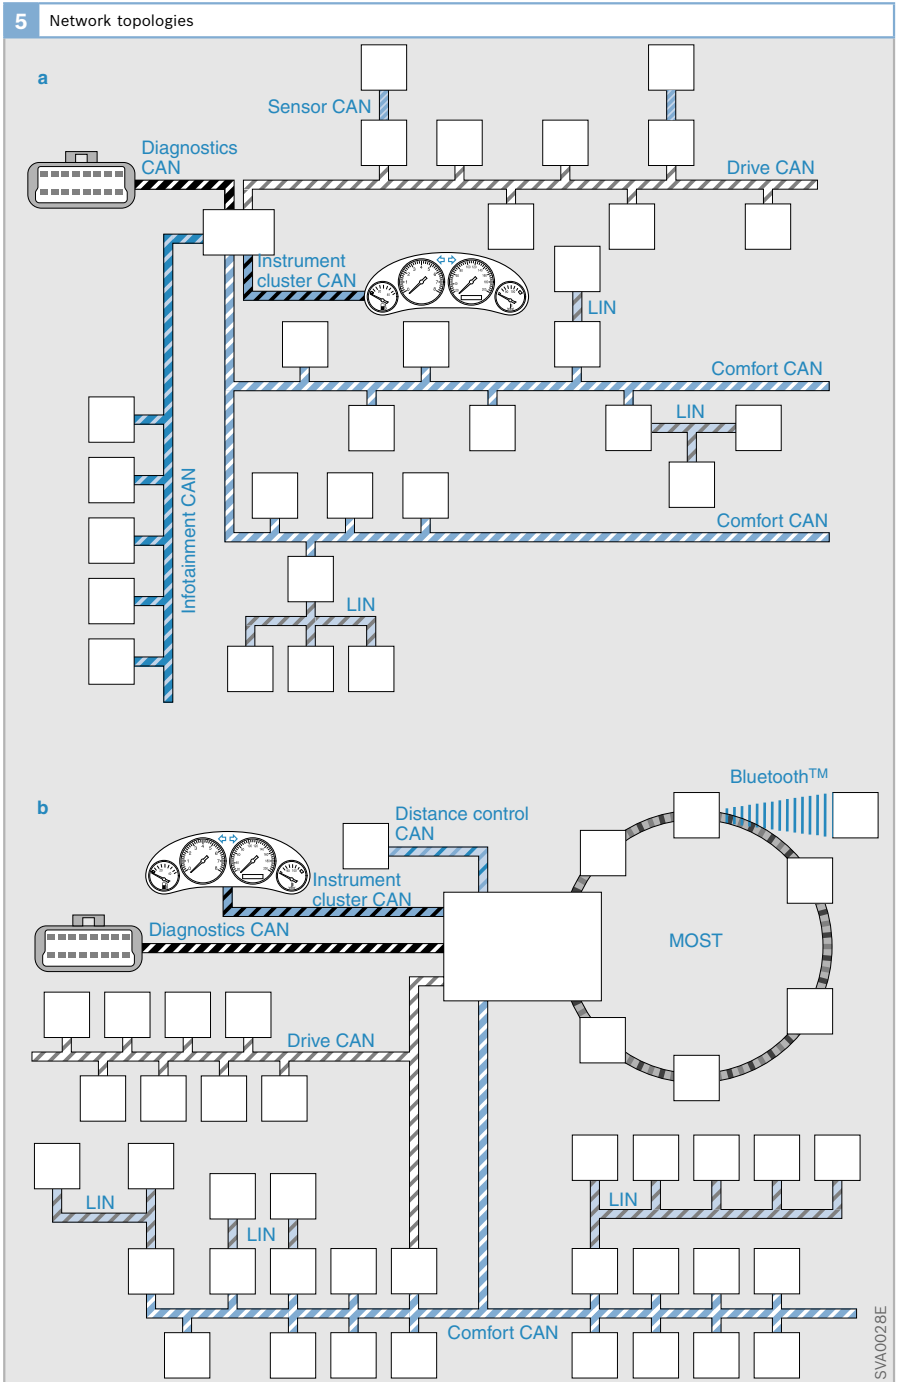 5 Network topologies
a
Sensor CAN
Diagnostics
CAN
Drive CAN
Instrument
cluster CAN
LIN
Comfort CAN
LIN
Infotainment CAN
Comfort CAN
LIN
b
Bluetooth™
Distance control
CAN
Instrument
cluster CAN
Diagnostics CAN
MOST
Drive CAN
LIN
LIN
LIN
Comfort CAN
SVA0028E